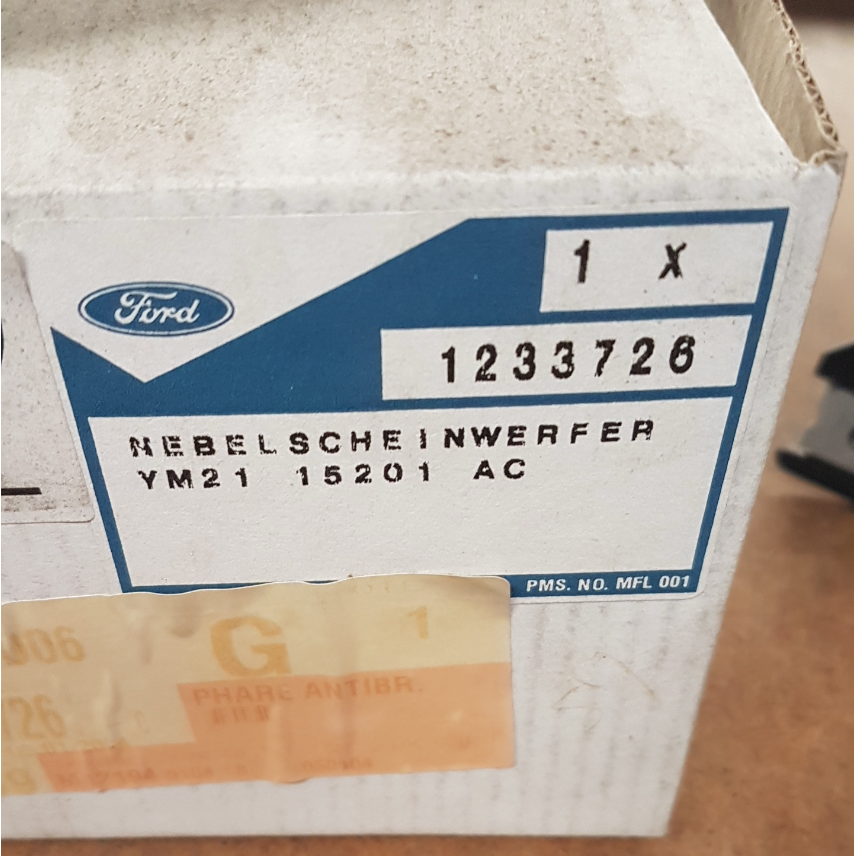 Ford
1 X
1233726
NEBELSCHEINWERFER
YM21 15201 AC
PMS. NO. MFL 001
G 1
PHARE ANTIBR.